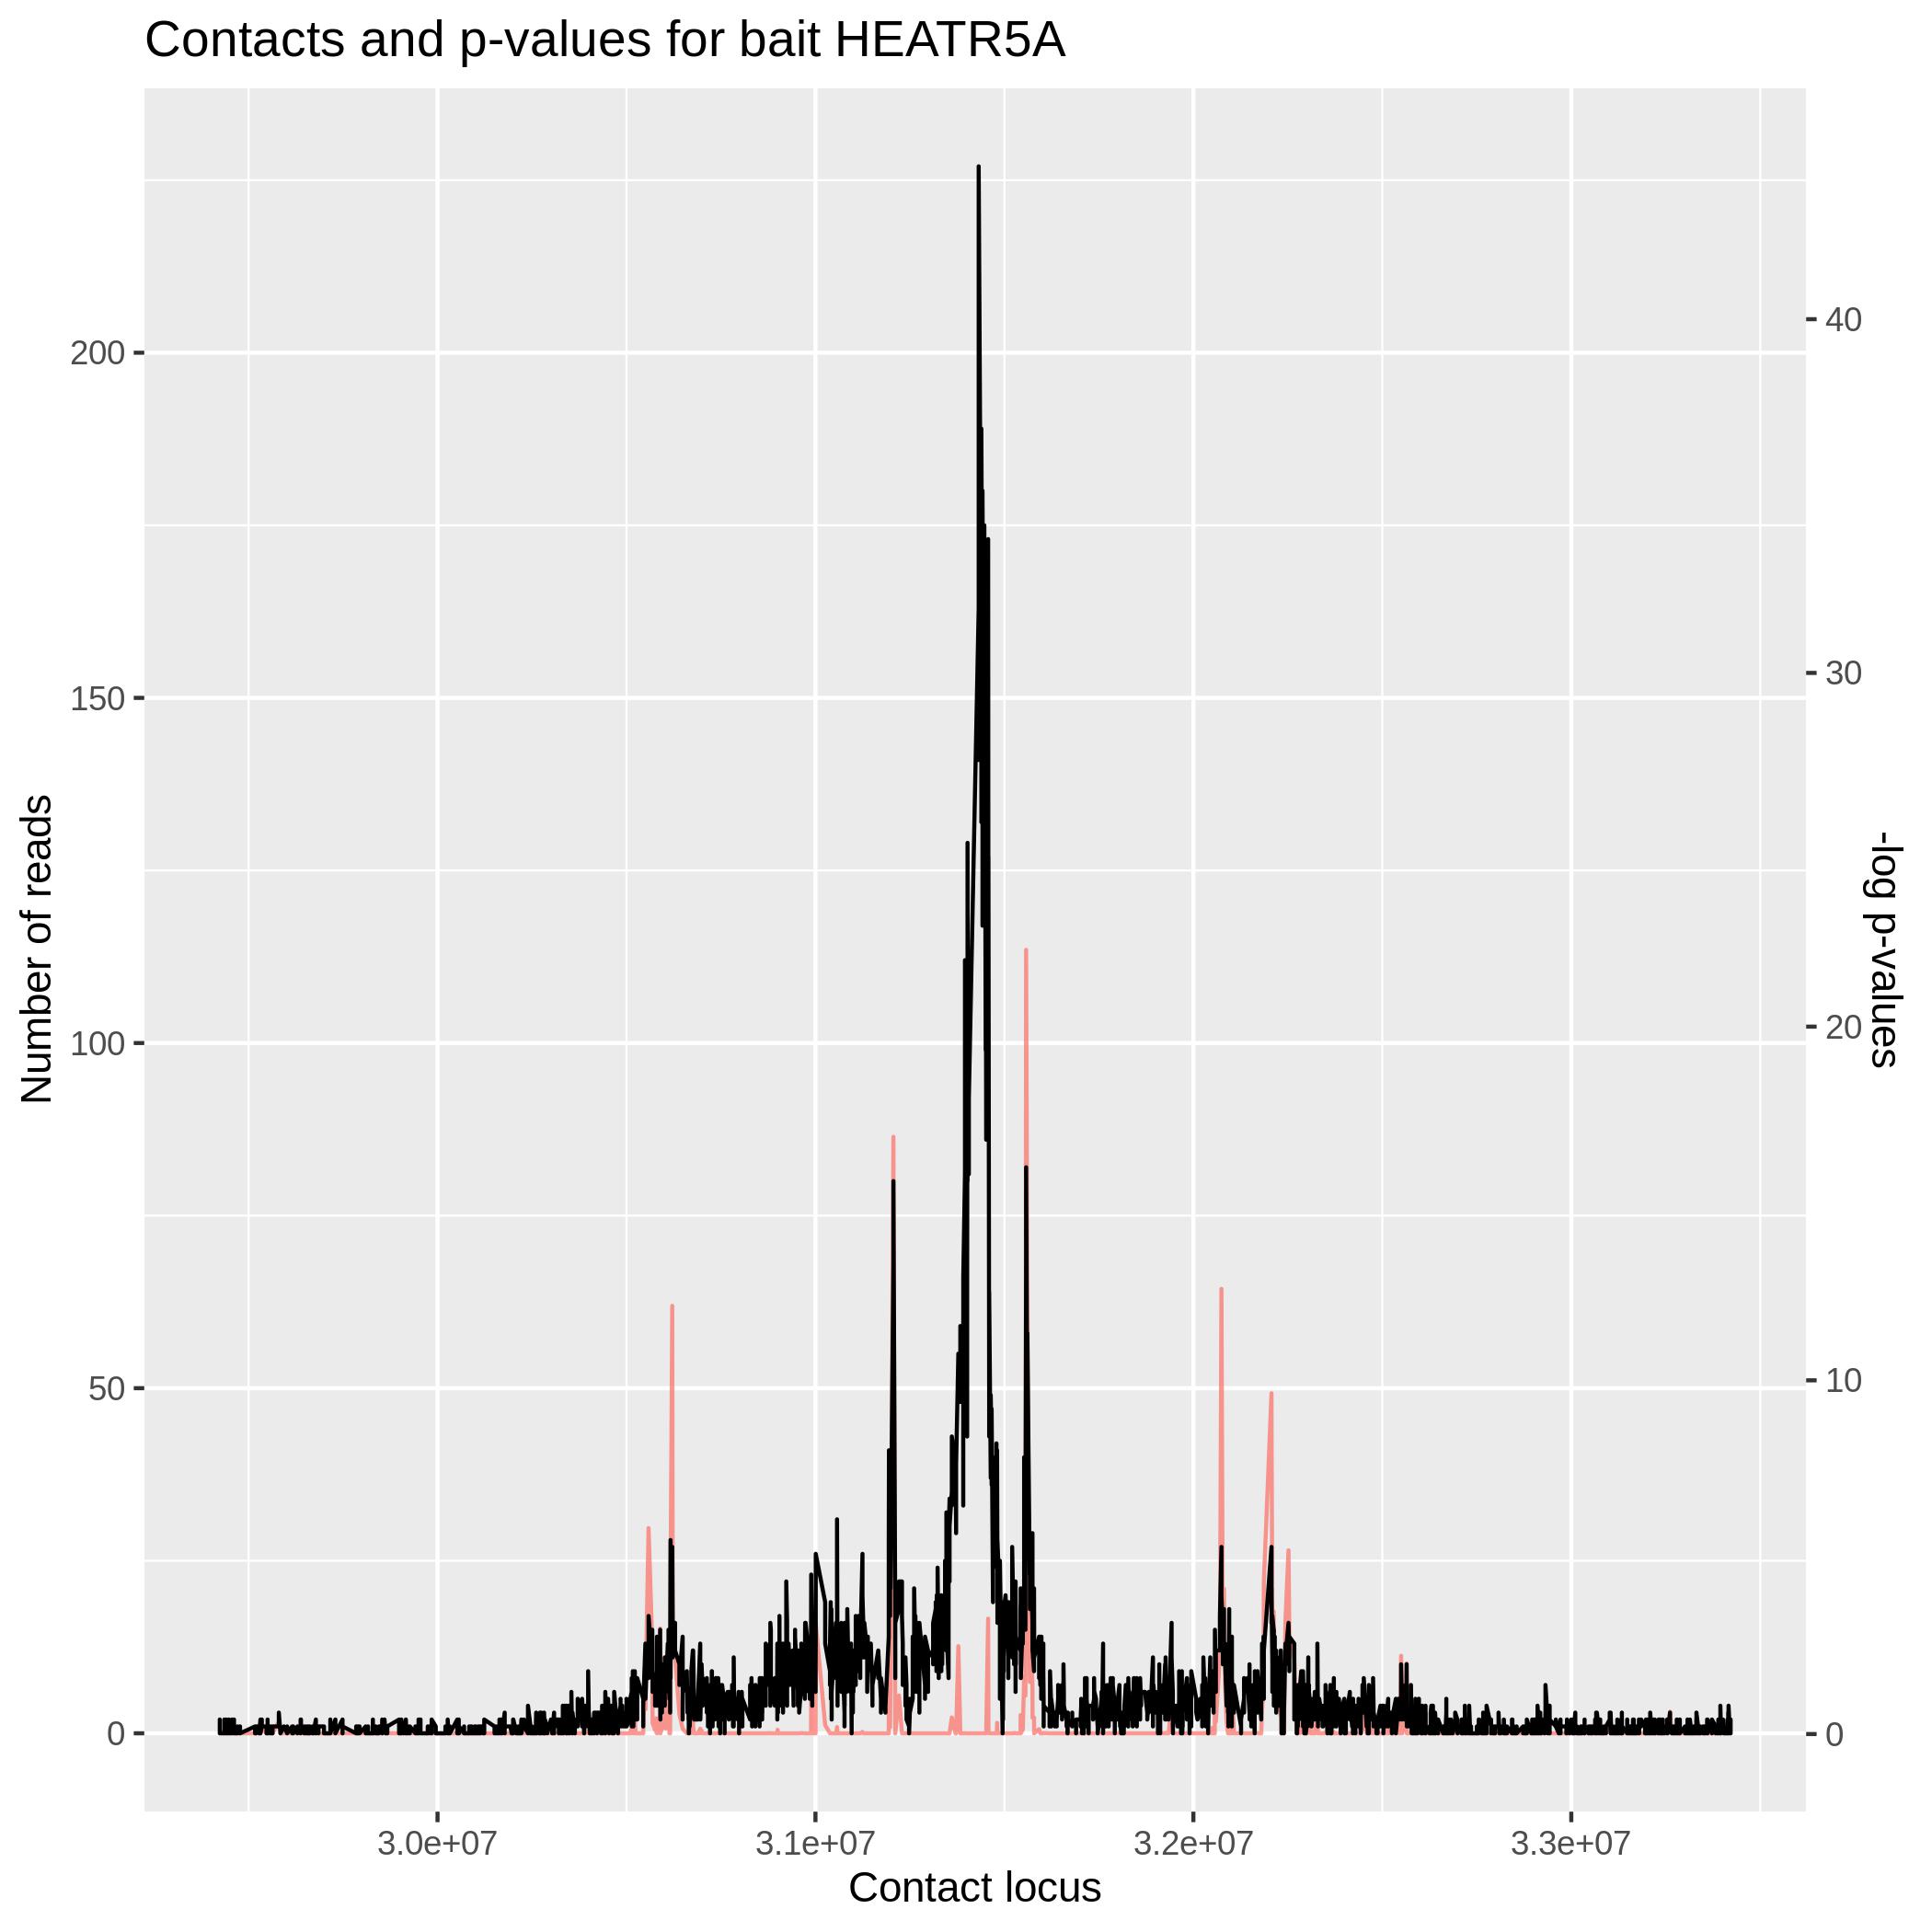 Contacts and p-values for bait HEATR5A
Number of reads
200
150
100
50
0
40
30
20
10
0
-log p-values
3.0e+07
3.1e+07
3.2e+07
3.3e+07
Contact locus